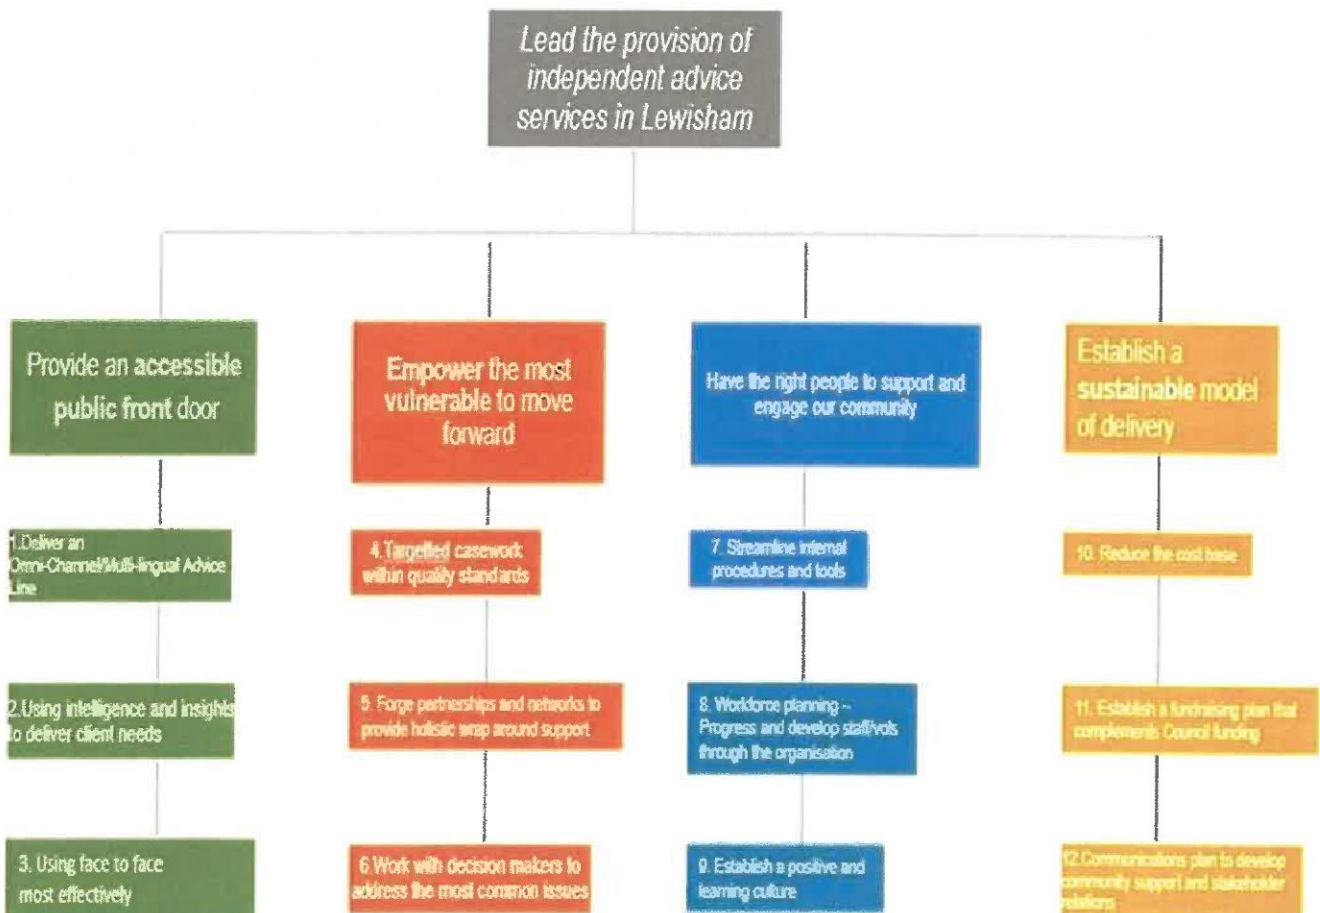 Lead the provision of
independent advice
services in Lewisham
Provide an accessible
public front door
Empower the most
vulnerable to move
forward
Have the right people to support and
engage our community
Establish a
sustainable model
of delivery
1.Deliver an
Omni-Channel/Multi-lingual Advice
Line
4.Targetted casework
within quality standards
7. Streamline internal
procedures and tools
10. Reduce the cost base
2.Using intelligence and insights
to deliver client needs
5. Forge partnerships and networks to
provide holistic wrap around support
8. Workforce planning –
Progress and develop staff/vols
through the organisation
11. Establish a fundraising plan that
complements Council funding
3. Using face to face
most effectively
6.Work with decision makers to
address the most common issues
9. Establish a positive and
learning culture
12.Communications plan to develop
community support and stakeholder
relations